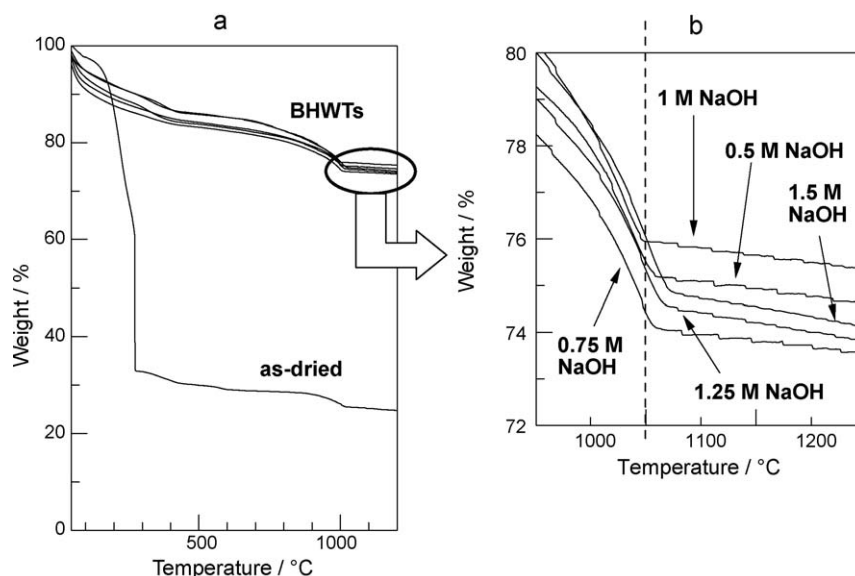 a
100
80
60
40
20
0
Weight / %
BHWTs
as-dried
500
1000
Temperature / °C
b
80
78
76
74
72
Weight / %
1 M NaOH
0.5 M NaOH
1.5 M
NaOH
0.75 M
NaOH
1.25 M NaOH
1000
1100
1200
Temperature / °C